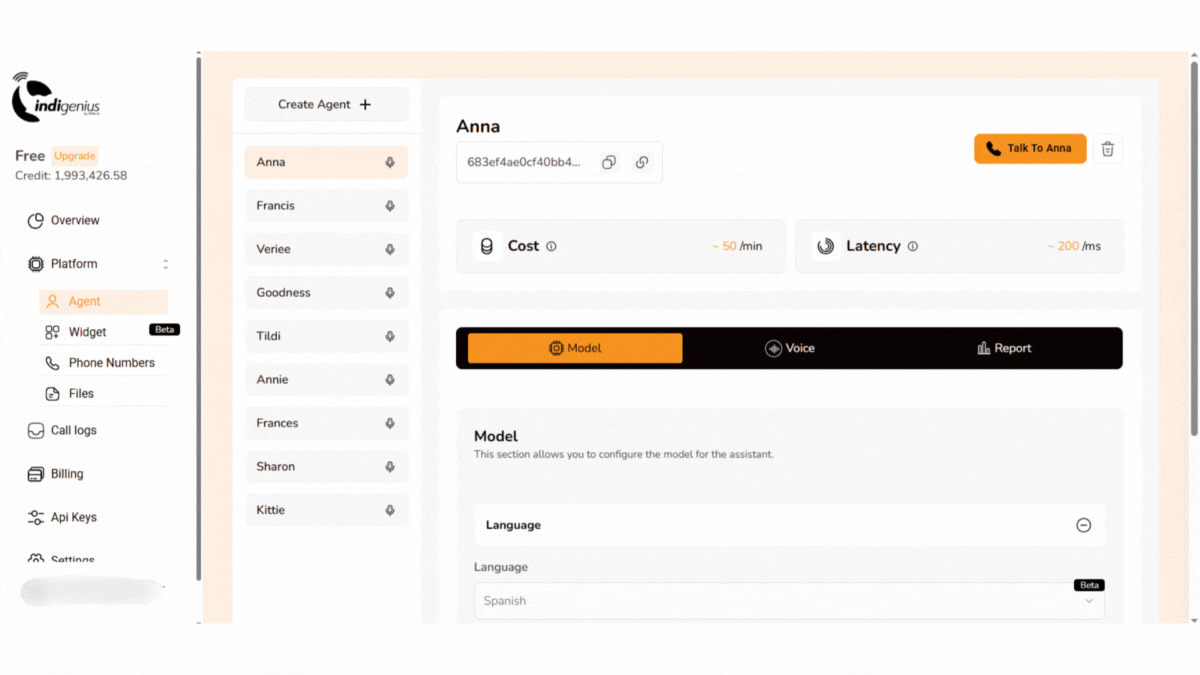 indigenius
Free Upgrade
Credit: 1,993,426.58
Overview
Platform
Agent
Widget Beta
Phone Numbers
Files
Call logs
Billing
Api Keys
Settings
Create Agent +
Anna
Francis
Veriee
Goodness
Tildi
Annie
Frances
Sharon
Kittie
Anna
683ef4ae0cf40bb4...
Talk To Anna
Cost ~ 50 /min
Latency ~ 200 /ms
Model Voice Report
Model
This section allows you to configure the model for the assistant.
Language
Language
Beta
Spanish